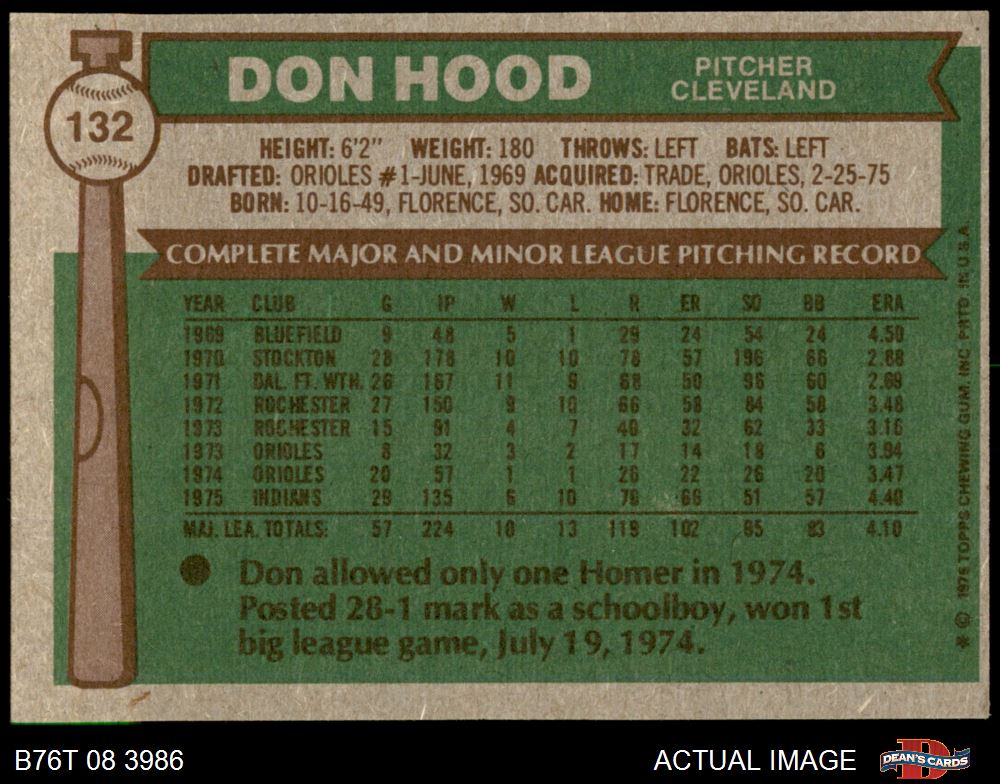 132
DON HOOD
PITCHER
CLEVELAND
HEIGHT: 6'2" WEIGHT: 180 THROWS: LEFT BATS: LEFT
DRAFTED: ORIOLES #1-JUNE, 1969 ACQUIRED: TRADE, ORIOLES, 2-25-75
BORN: 10-16-49, FLORENCE, SO. CAR. HOME: FLORENCE, SO. CAR.
COMPLETE MAJOR AND MINOR LEAGUE PITCHING RECORD
YEAR CLUB G IP W L R ER SO BB ERA
1969 BLUEFIELD 9 48 5 1 29 24 54 24 4.50
1970 STOCKTON 28 178 10 10 78 57 196 66 2.88
1971 DAL. FT. WTH. 26 167 11 9 68 50 96 60 2.69
1972 ROCHESTER 27 150 9 10 66 58 84 58 3.48
1973 ROCHESTER 15 91 4 7 40 32 62 33 3.16
1973 ORIOLES 8 32 3 2 17 14 18 6 3.94
1974 ORIOLES 20 57 1 1 26 22 26 20 3.47
1975 INDIANS 29 135 6 10 76 66 51 57 4.40
MAJ. LEA. TOTALS: 57 224 10 13 119 102 95 83 4.10
Don allowed only one Homer in 1974.
Posted 28-1 mark as a schoolboy, won 1st
big league game, July 19, 1974.
* © 1976 TOPPS CHEWING GUM, INC. PRTD. IN U.S.A.
B76T 08 3986
ACTUAL IMAGE
DEAN'S CARDS